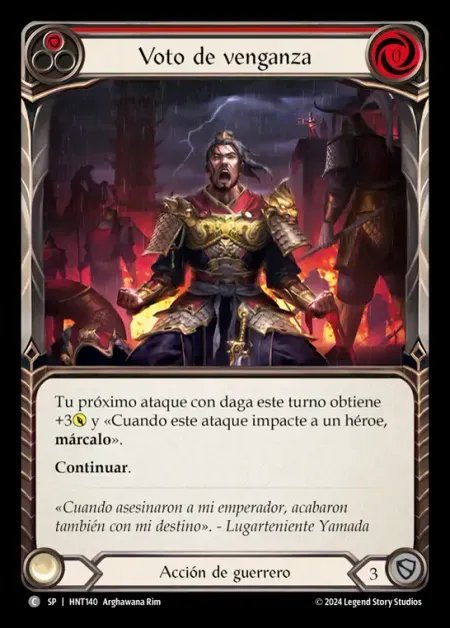 Voto de venganza
0
Tu próximo ataque con daga este turno obtiene
+3 y «Cuando este ataque impacte a un héroe,
márcalo».
Continuar.
«Cuando asesinaron a mi emperador, acabaron
también con mi destino». - Lugarteniente Yamada
Acción de guerrero
3
C SP | HNT140 Arghawana Rim
© 2024 Legend Story Studios